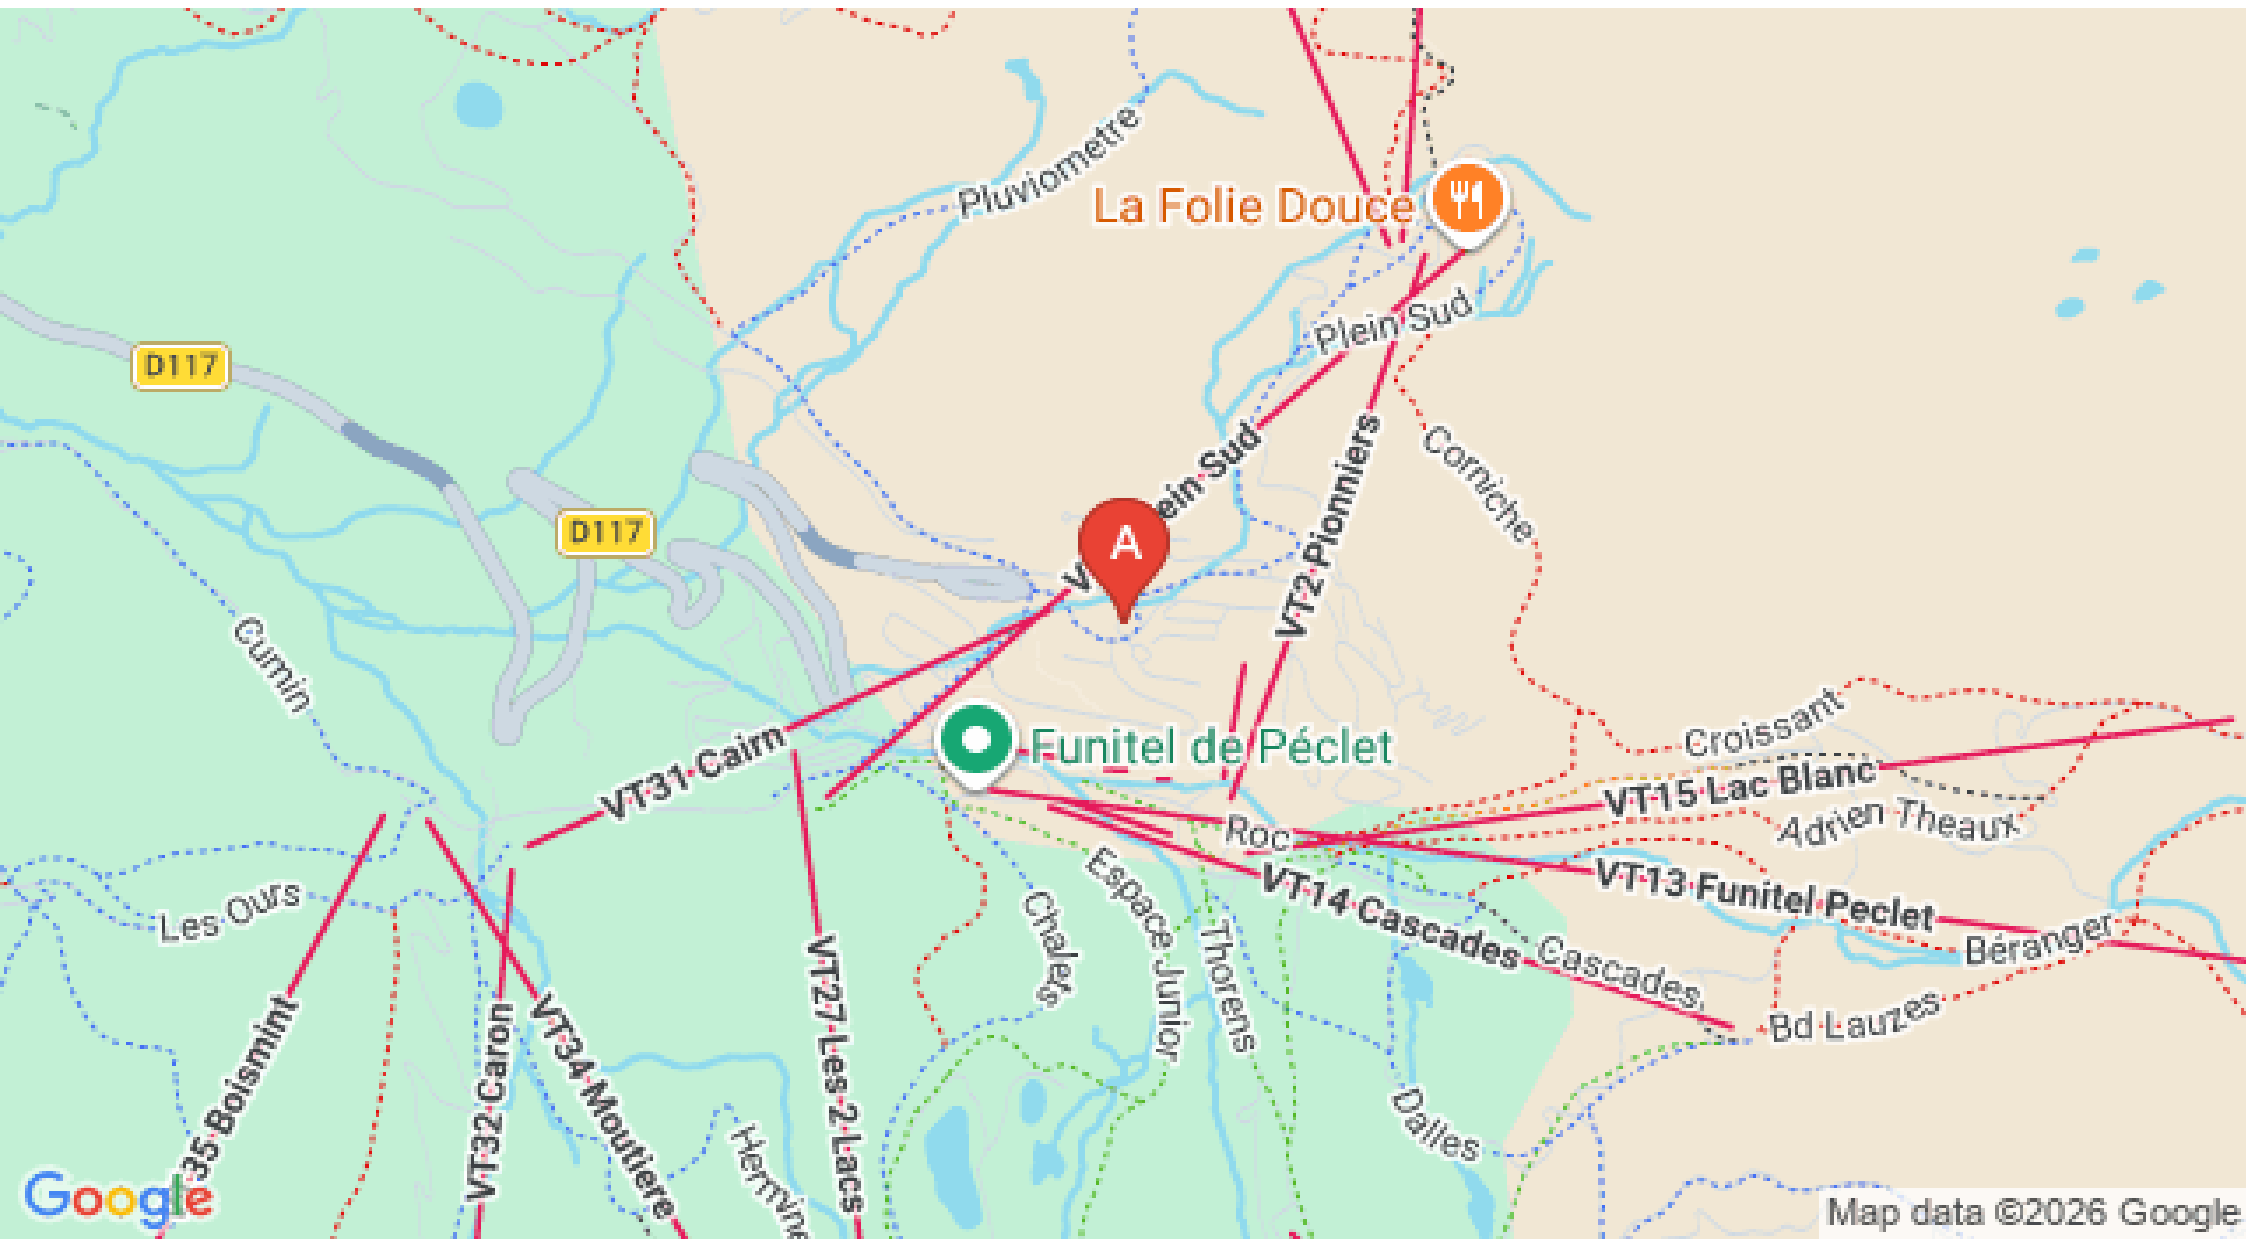 Pluviometre
La Folie Douce
Plein Sud
D117
ein Sud
VT2 Pionniers
Corniche
D117
A
Cumin
Funitel de Péclet
Croissant
VT31 Cairn
VT15 Lac Blanc
Adrien Theaux
Roc
VT13 Funitel Peclet
VT14 Cascades
Cascades
Béranger
Bd Lauzes
Les Ours
Chalets
Espace Junior
Thorens
Dalles
35 Boismint
VT32 Caron
VT34 Moutiere
VT27 Les 2 Lacs
Hermine
Google
Map data ©2026 Google